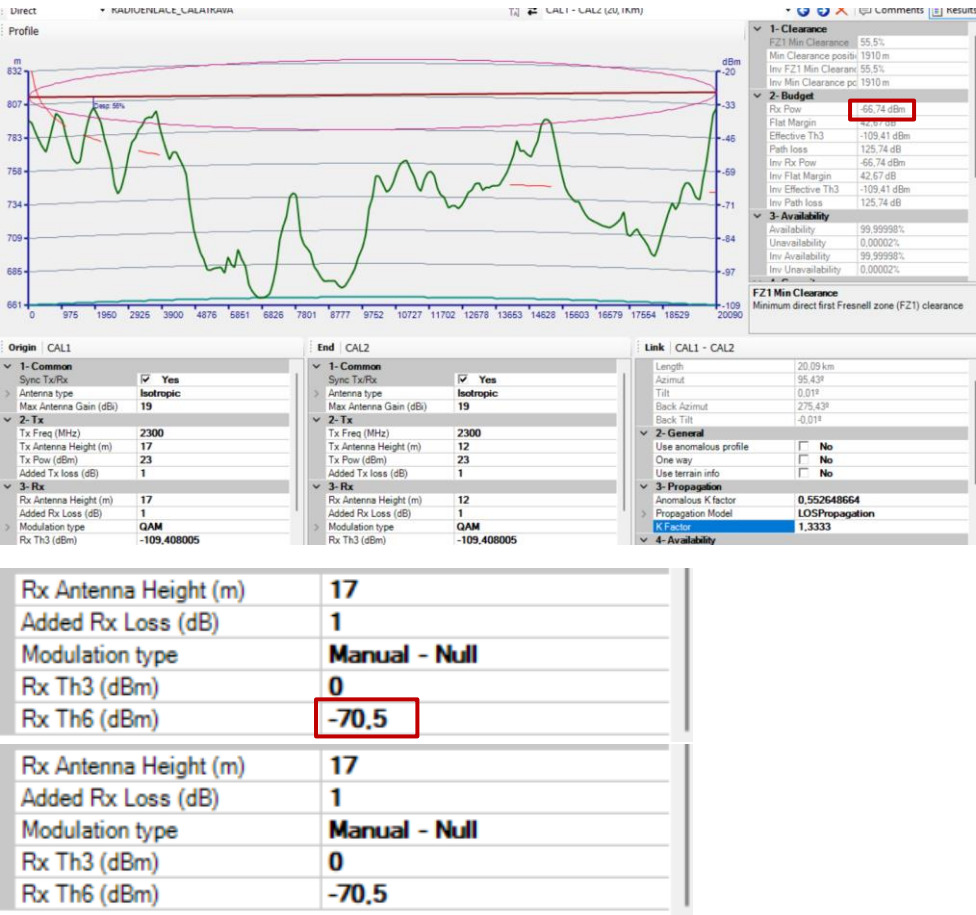 Direct RADIOENLACE_CALATRAVA CAL1 - CAL2 (20,1Km) Comments Results
Profile
m
dBm
832
807
783
758
734
709
685
661
-20
-33
-46
-69
-71
-84
-97
-109
Desp 56%
0 975 1950 2925 3900 4876 5851 6826 7801 8777 9752 10727 11702 12678 13653 14628 15603 16579 17554 18529 20090
1- Clearance
FZ1 Min Clearance 55,5%
Min Clearance positi 1910 m
Inv FZ1 Min Clearanc 55,5%
Inv Min Clearance pc 1910 m
2- Budget
Rx Pow -66,74 dBm
Flat Margin 42,67 dB
Effective Th3 -109,41 dBm
Path loss 125,74 dB
Inv Rx Pow -66,74 dBm
Inv Flat Margin 42,67 dB
Inv Effective Th3 -109,41 dBm
Inv Path loss 125,74 dB
3- Availability
Availability 99,99998%
Unavailability 0,00002%
Inv Availability 99,99998%
Inv Unavailability 0,00002%
FZ1 Min Clearance
Minimum direct first Fresnell zone (FZ1) clearance
Origin CAL1
1- Common
Sync Tx/Rx Yes
Antenna type Isotropic
Max Antenna Gain (dBi) 19
2- Tx
Tx Freq (MHz) 2300
Tx Antenna Height (m) 17
Tx Pow (dBm) 23
Added Tx loss (dB) 1
3- Rx
Rx Antenna Height (m) 17
Added Rx Loss (dB) 1
Modulation type QAM
Rx Th3 (dBm) -109,408005
End CAL2
1- Common
Sync Tx/Rx Yes
Antenna type Isotropic
Max Antenna Gain (dBi) 19
2- Tx
Tx Freq (MHz) 2300
Tx Antenna Height (m) 12
Tx Pow (dBm) 23
Added Tx loss (dB) 1
3- Rx
Rx Antenna Height (m) 12
Added Rx Loss (dB) 1
Modulation type QAM
Rx Th3 (dBm) -109,408005
Link CAL1 - CAL2
Length 20,09 km
Azimut 95,43º
Tilt 0,01º
Back Azimut 275,43º
Back Tilt -0,01º
2- General
Use anomalous profile No
One way No
Use terrain info No
3- Propagation
Anomalous K factor 0,552648664
Propagation Model LOSPropagation
K Factor 1,3333
4- Availability
Rx Antenna Height (m) 17
Added Rx Loss (dB) 1
Modulation type Manual - Null
Rx Th3 (dBm) 0
Rx Th6 (dBm) -70,5
Rx Antenna Height (m) 17
Added Rx Loss (dB) 1
Modulation type Manual - Null
Rx Th3 (dBm) 0
Rx Th6 (dBm) -70,5